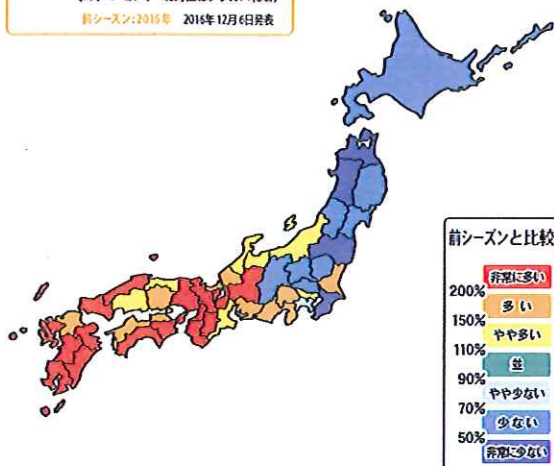 前シーズン:2016年 2016年12月6日発表
前シーズンと比較
非常に多い
200%
多い
150%
やや多い
110%
並
90%
やや少ない
70%
少ない
50%
非常に少ない